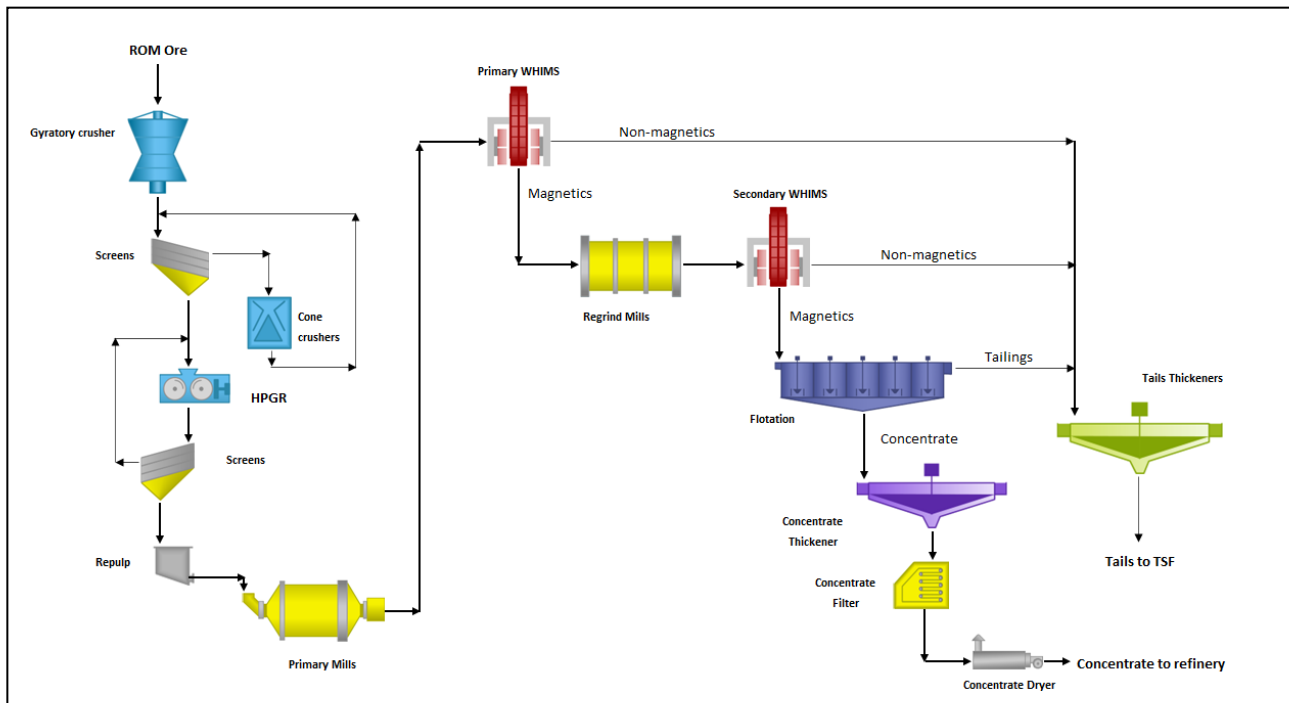 ROM Ore
Gyratory crusher
Screens
Cone
crushers
HPGR
Screens
Repulp
Primary Mills
Primary WHIMS
Non-magnetics
Magnetics
Secondary WHIMS
Regrind Mills
Non-magnetics
Magnetics
Tailings
Flotation
Concentrate
Tails Thickeners
Concentrate
Thickener
Tails to TSF
Concentrate
Filter
Concentrate to refinery
Concentrate Dryer